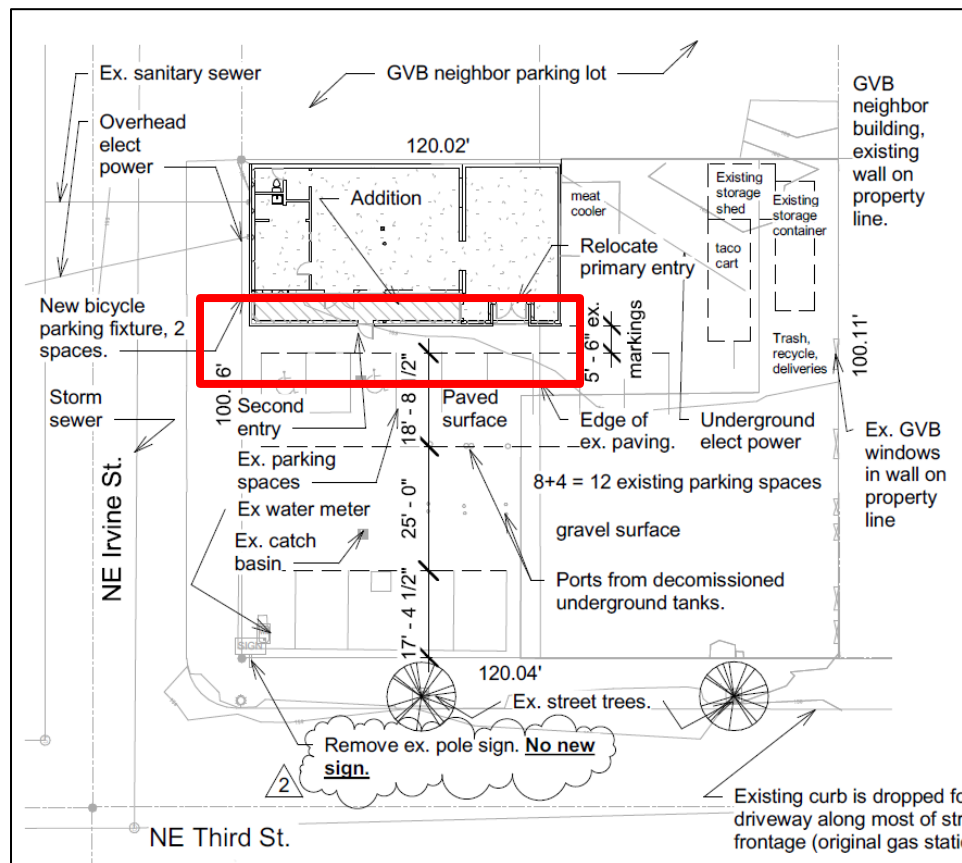 Ex. sanitary sewer
GVB neighbor parking lot
GVB
neighbor
building,
existing
wall on
property
line.
Overhead
elect
power
120.02'
Addition
meat
cooler
Existing
storage
shed
Existing
storage
container
taco
cart
Relocate
primary entry
New bicycle
parking fixture, 2
spaces.
5' - 6" ex.
markings
Trash,
recycle,
deliveries
100.11'
Storm
sewer
Second
entry
18' - 8 1/2"
Paved
surface
Edge of
ex. paving.
Underground
elect power
Ex. GVB
windows
in wall on
property
line
Ex. parking
spaces
8+4 = 12 existing parking spaces
NE Irvine St.
Ex water meter
25' - 0"
gravel surface
Ex. catch
basin
Ports from decomissioned
underground tanks.
17' - 4 1/2"
SIGN
120.04'
Ex. street trees.
Remove ex. pole sign. No new
sign.
2
Existing curb is dropped fo
driveway along most of str
frontage (original gas static
NE Third St.